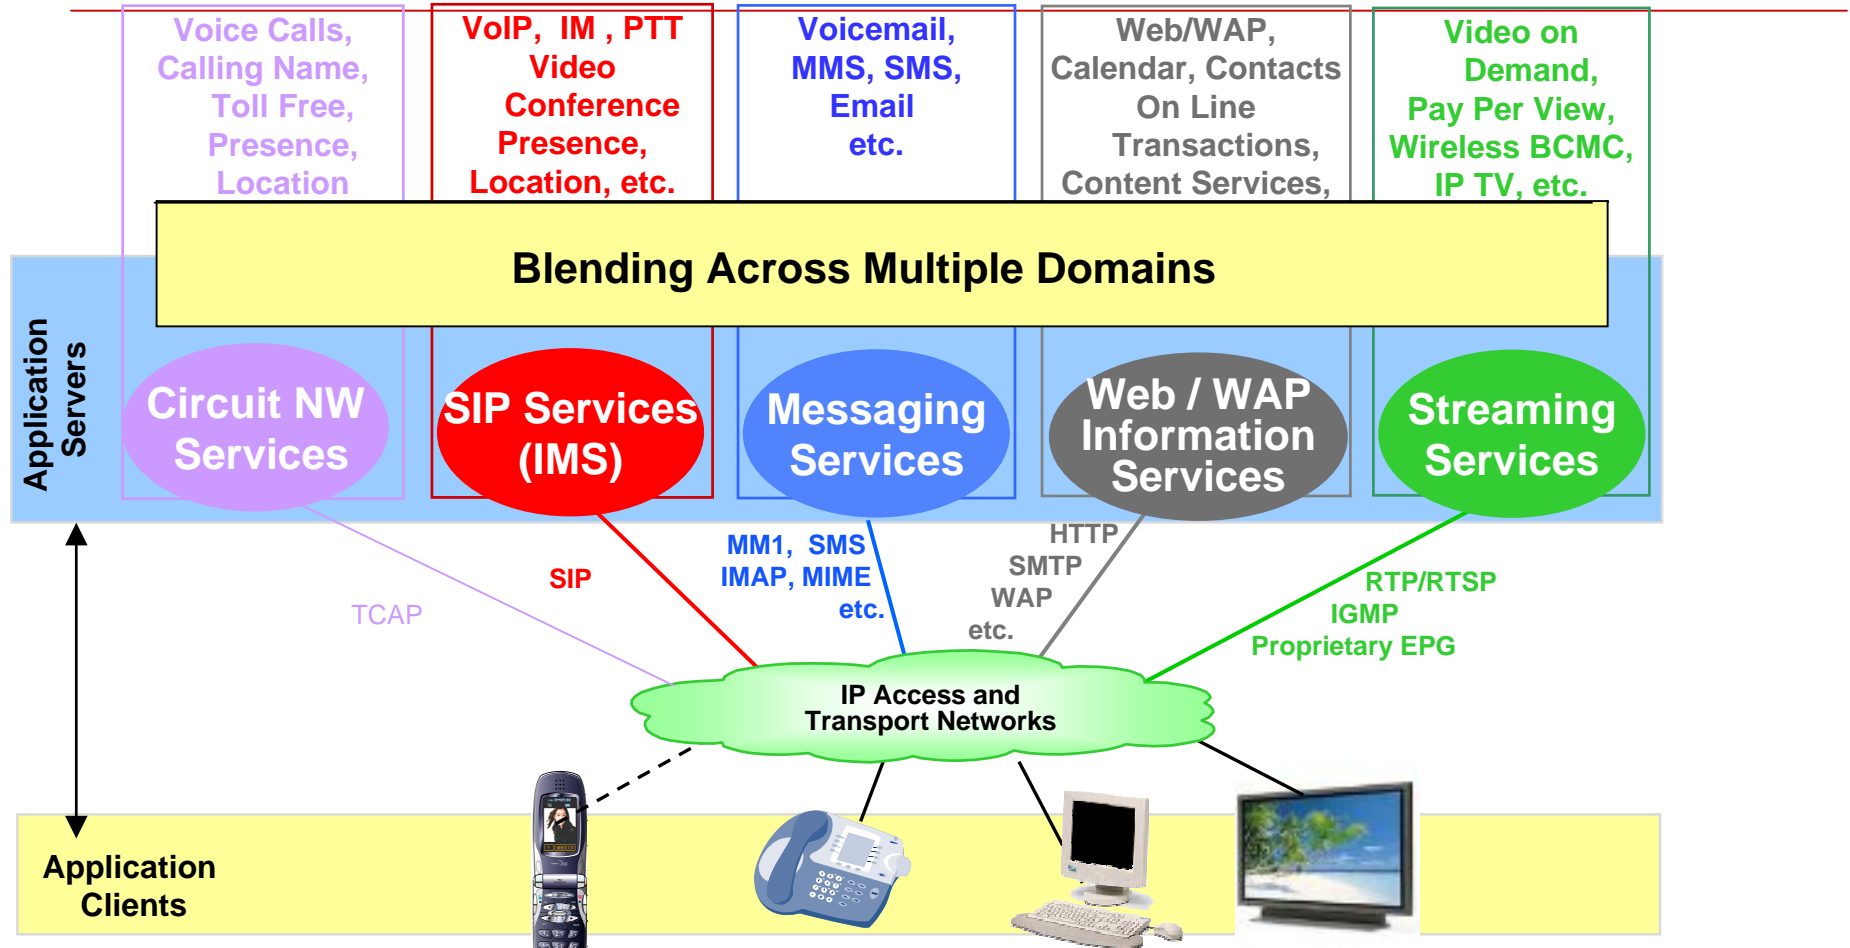 Voice Calls,
Calling Name,
Toll Free,
Presence,
Location
VoIP, IM , PTT
Video
Conference
Presence,
Location, etc.
Voicemail,
MMS, SMS,
Email
etc.
Web/WAP,
Calendar, Contacts
On Line
Transactions,
Content Services,
Video on
Demand,
Pay Per View,
Wireless BCMC,
IP TV, etc.
Blending Across Multiple Domains
Application
Servers
Circuit NW
Services
SIP Services
(IMS)
Messaging
Services
Web / WAP
Information
Services
Streaming
Services
TCAP
SIP
MM1, SMS
IMAP, MIME
etc.
HTTP
SMTP
WAP
etc.
RTP/RTSP
IGMP
Proprietary EPG
IP Access and
Transport Networks
Application
Clients